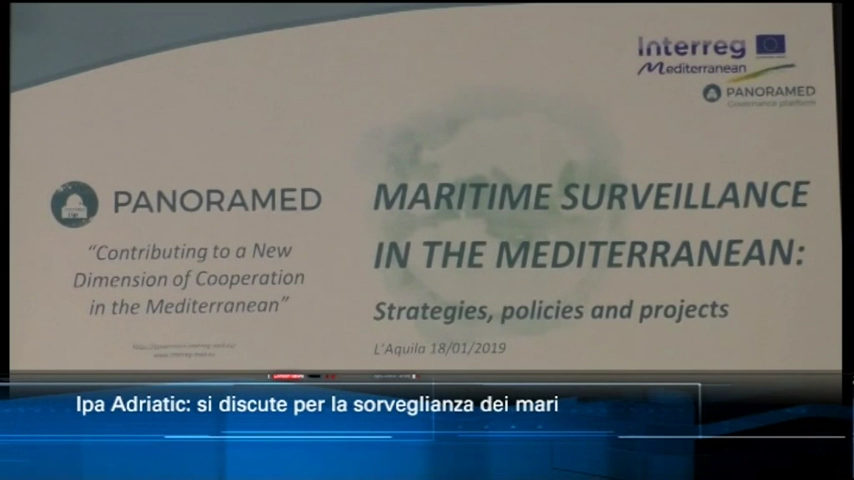 Interreg
Mediterranean
PANORAMED
Governance platform
PANORAMED
"Contributing to a New
Dimension of Cooperation
in the Mediterranean"
MARITIME SURVEILLANCE
IN THE MEDITERRANEAN:
Strategies, policies and projects
L'Aquila 18/01/2019
Ipa Adriatic: si discute per la sorveglianza dei mari